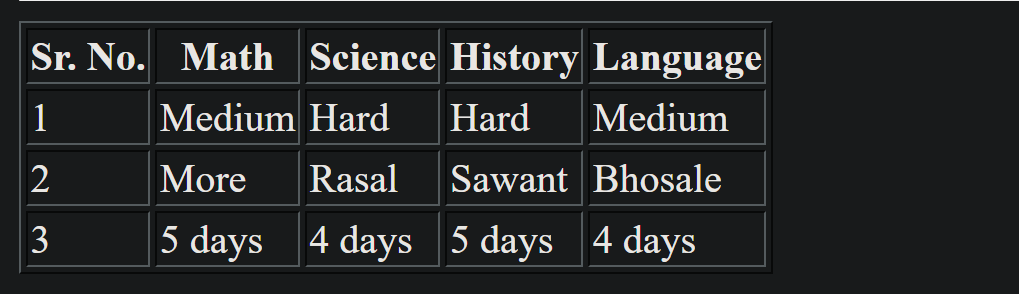 Sr. No. Math Science History Language
1 Medium Hard Hard Medium
2 More Rasal Sawant Bhosale
3 5 days 4 days 5 days 4 days